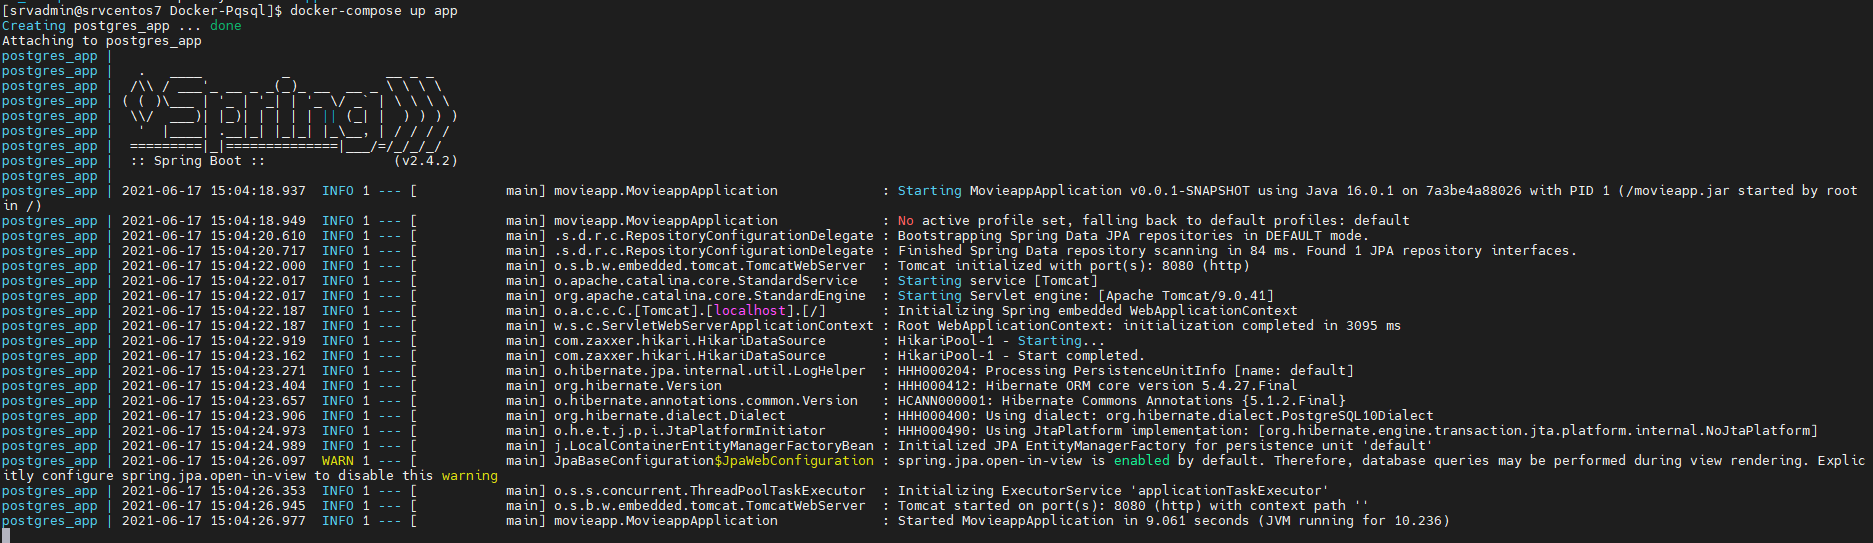 [srvadmin@srvcentos7 Docker-Pqsql]$ docker-compose up app
Creating postgres_app ... done
Attaching to postgres_app
postgres_app |
postgres_app |   .   ____          _            __ _ _
postgres_app |  /\\ / ___'_ __ _ _(_)_ __  __ _ \ \ \ \
postgres_app | ( ( )\___ | '_ | '_| | '_ \/ _` | \ \ \ \
postgres_app |  \\/  ___)| |_)| | | | | || (_| |  ) ) ) )
postgres_app |   '  |____| .__|_| |_|_| |_\__, | / / / /
postgres_app |  =========|_|==============|___/=/_/_/_/
postgres_app |  :: Spring Boot ::                (v2.4.2)
postgres_app |
postgres_app | 2021-06-17 15:04:18.937  INFO 1 --- [           main] movieapp.MovieappApplication             : Starting MovieappApplication v0.0.1-SNAPSHOT using Java 16.0.1 on 7a3be4a88026 with PID 1 (/movieapp.jar started by root
in /)
postgres_app | 2021-06-17 15:04:18.949  INFO 1 --- [           main] movieapp.MovieappApplication             : No active profile set, falling back to default profiles: default
postgres_app | 2021-06-17 15:04:20.610  INFO 1 --- [           main] .s.d.r.c.RepositoryConfigurationDelegate : Bootstrapping Spring Data JPA repositories in DEFAULT mode.
postgres_app | 2021-06-17 15:04:20.717  INFO 1 --- [           main] .s.d.r.c.RepositoryConfigurationDelegate : Finished Spring Data repository scanning in 84 ms. Found 1 JPA repository interfaces.
postgres_app | 2021-06-17 15:04:22.000  INFO 1 --- [           main] o.s.b.w.embedded.tomcat.TomcatWebServer  : Tomcat initialized with port(s): 8080 (http)
postgres_app | 2021-06-17 15:04:22.017  INFO 1 --- [           main] o.apache.catalina.core.StandardService   : Starting service [Tomcat]
postgres_app | 2021-06-17 15:04:22.017  INFO 1 --- [           main] org.apache.catalina.core.StandardEngine  : Starting Servlet engine: [Apache Tomcat/9.0.41]
postgres_app | 2021-06-17 15:04:22.187  INFO 1 --- [           main] o.a.c.c.C.[Tomcat].[localhost].[/]       : Initializing Spring embedded WebApplicationContext
postgres_app | 2021-06-17 15:04:22.187  INFO 1 --- [           main] w.s.c.ServletWebServerApplicationContext : Root WebApplicationContext: initialization completed in 3095 ms
postgres_app | 2021-06-17 15:04:22.919  INFO 1 --- [           main] com.zaxxer.hikari.HikariDataSource       : HikariPool-1 - Starting...
postgres_app | 2021-06-17 15:04:23.162  INFO 1 --- [           main] com.zaxxer.hikari.HikariDataSource       : HikariPool-1 - Start completed.
postgres_app | 2021-06-17 15:04:23.271  INFO 1 --- [           main] o.hibernate.jpa.internal.util.LogHelper  : HHH000204: Processing PersistenceUnitInfo [name: default]
postgres_app | 2021-06-17 15:04:23.404  INFO 1 --- [           main] org.hibernate.Version                    : HHH000412: Hibernate ORM core version 5.4.27.Final
postgres_app | 2021-06-17 15:04:23.657  INFO 1 --- [           main] o.hibernate.annotations.common.Version   : HCANN000001: Hibernate Commons Annotations {5.1.2.Final}
postgres_app | 2021-06-17 15:04:23.906  INFO 1 --- [           main] org.hibernate.dialect.Dialect            : HHH000400: Using dialect: org.hibernate.dialect.PostgreSQL10Dialect
postgres_app | 2021-06-17 15:04:24.973  INFO 1 --- [           main] o.h.e.t.j.p.i.JtaPlatformInitiator       : HHH000490: Using JtaPlatform implementation: [org.hibernate.engine.transaction.jta.platform.internal.NoJtaPlatform]
postgres_app | 2021-06-17 15:04:24.989  INFO 1 --- [           main] j.LocalContainerEntityManagerFactoryBean : Initialized JPA EntityManagerFactory for persistence unit 'default'
postgres_app | 2021-06-17 15:04:26.097  WARN 1 --- [           main] JpaBaseConfiguration$JpaWebConfiguration : spring.jpa.open-in-view is enabled by default. Therefore, database queries may be performed during view rendering. Explic
itly configure spring.jpa.open-in-view to disable this warning
postgres_app | 2021-06-17 15:04:26.353  INFO 1 --- [           main] o.s.s.concurrent.ThreadPoolTaskExecutor  : Initializing ExecutorService 'applicationTaskExecutor'
postgres_app | 2021-06-17 15:04:26.945  INFO 1 --- [           main] o.s.b.w.embedded.tomcat.TomcatWebServer  : Tomcat started on port(s): 8080 (http) with context path ''
postgres_app | 2021-06-17 15:04:26.977  INFO 1 --- [           main] movieapp.MovieappApplication             : Started MovieappApplication in 9.061 seconds (JVM running for 10.236)